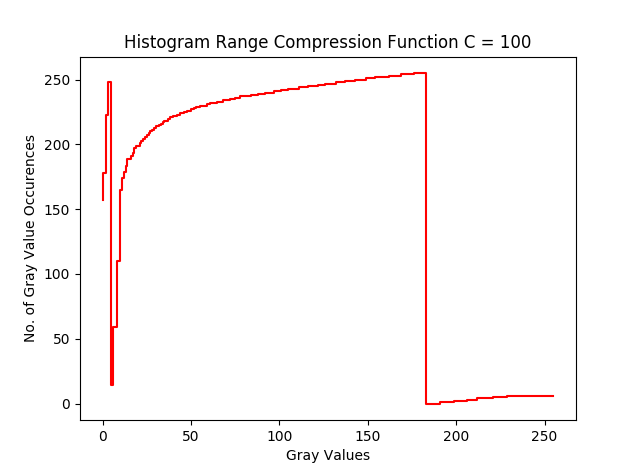 Histogram Range Compression Function C = 100
No. of Gray Value Occurences
250
200
150
100
50
0
0 50 100 150 200 250
Gray Values